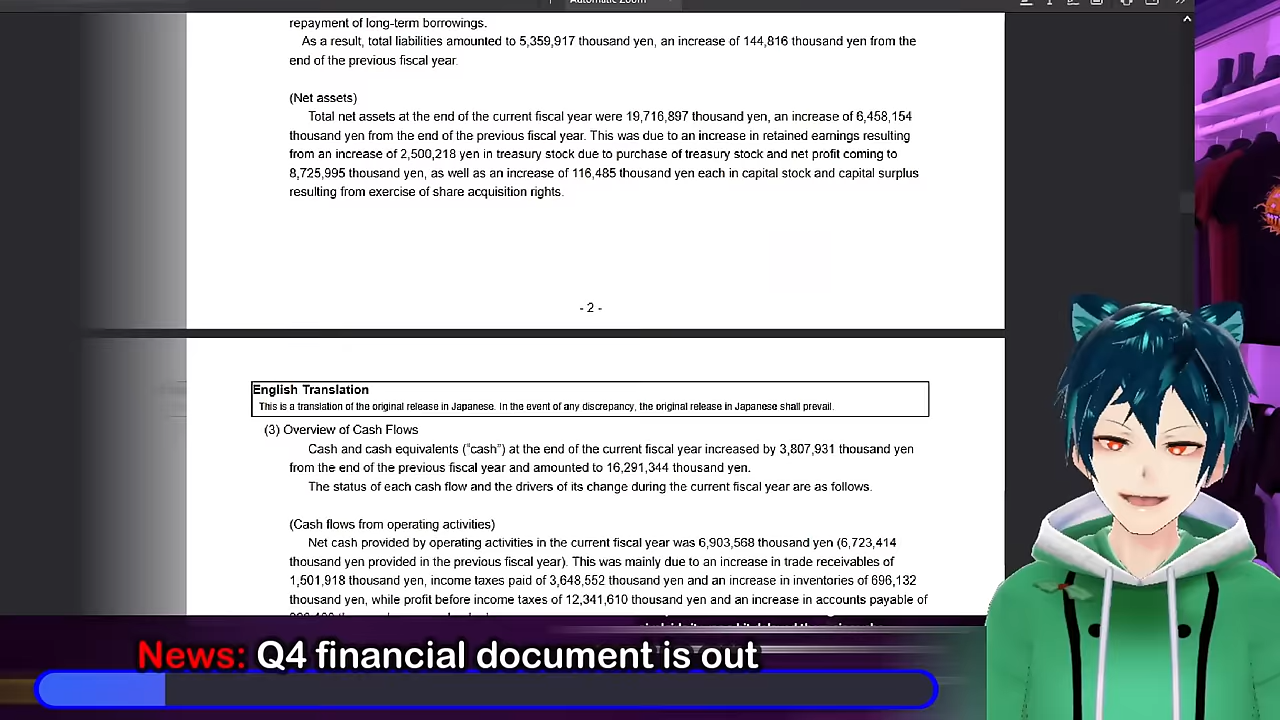 Automatic Zoom
repayment of long-term borrowings.
As a result, total liabilities amounted to 5,359,917 thousand yen, an increase of 144,816 thousand yen from the
end of the previous fiscal year.
(Net assets)
Total net assets at the end of the current fiscal year were 19,716,897 thousand yen, an increase of 6,458,154
thousand yen from the end of the previous fiscal year. This was due to an increase in retained earnings resulting
from an increase of 2,500,218 yen in treasury stock due to purchase of treasury stock and net profit coming to
8,725,995 thousand yen, as well as an increase of 116,485 thousand yen each in capital stock and capital surplus
resulting from exercise of share acquisition rights.
- 2 -
English Translation
This is a translation of the original release in Japanese. In the event of any discrepancy, the original release in Japanese shall prevail.
(3) Overview of Cash Flows
Cash and cash equivalents (“cash”) at the end of the current fiscal year increased by 3,807,931 thousand yen
from the end of the previous fiscal year and amounted to 16,291,344 thousand yen.
The status of each cash flow and the drivers of its change during the current fiscal year are as follows.
(Cash flows from operating activities)
Net cash provided by operating activities in the current fiscal year was 6,903,568 thousand yen (6,723,414
thousand yen provided in the previous fiscal year). This was mainly due to an increase in trade receivables of
1,501,918 thousand yen, income taxes paid of 3,648,552 thousand yen and an increase in inventories of 696,132
thousand yen, while profit before income taxes of 12,341,610 thousand yen and an increase in accounts payable of
News: Q4 financial document is out